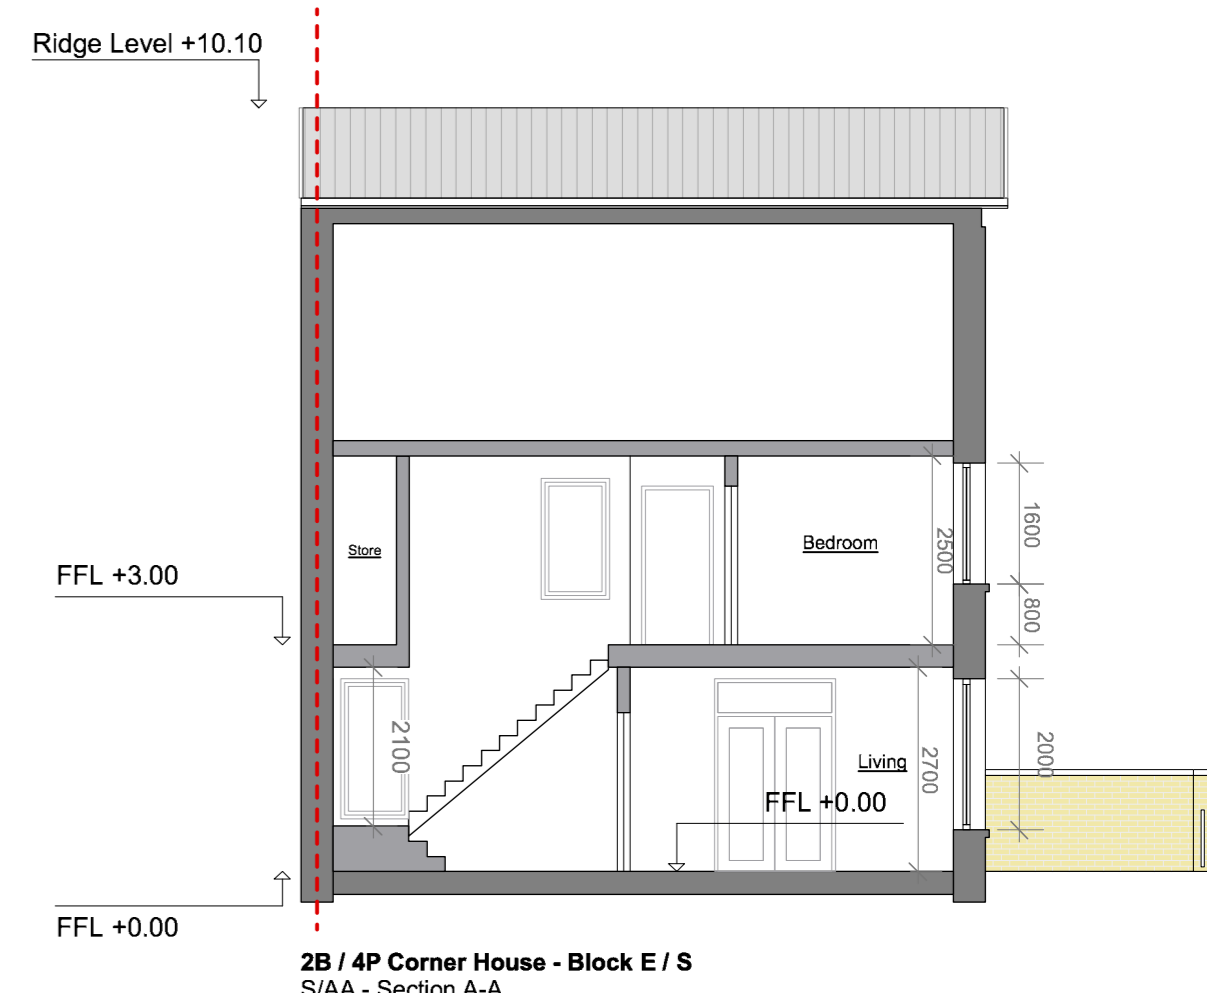 Ridge Level +10.10
1600
Bedroom
2500
Store
FFL +3.00
800
2100
2000
Living
2700
FFL +0.00
FFL +0.00
2B / 4P Corner House - Block E / S
S/AA - Section A-A